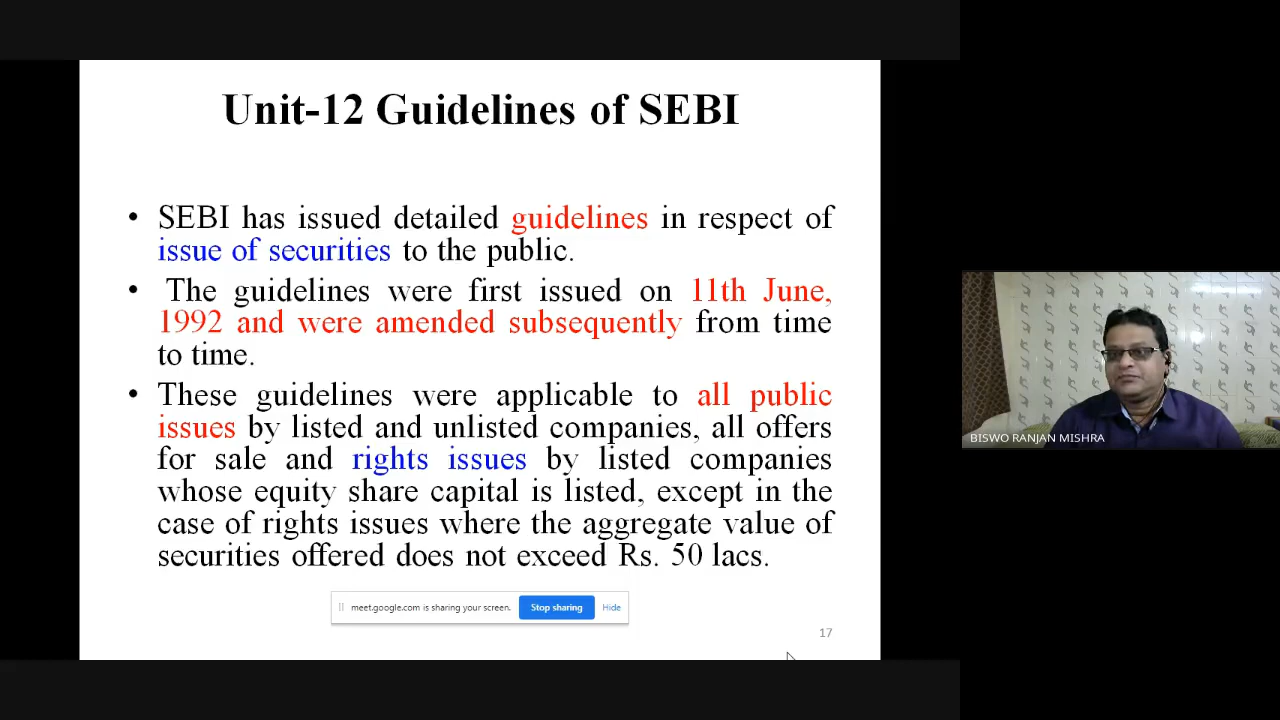 Unit-12 Guidelines of SEBI
• SEBI has issued detailed guidelines in respect of
issue of securities to the public.
• The guidelines were first issued on 11th June,
1992 and were amended subsequently from time
to time.
• These guidelines were applicable to all public
issues by listed and unlisted companies, all offers
for sale and rights issues by listed companies
whose equity share capital is listed, except in the
case of rights issues where the aggregate value of
securities offered does not exceed Rs. 50 lacs.
meet.google.com is sharing your screen. Stop sharing Hide
17
BISWO RANJAN MISHRA